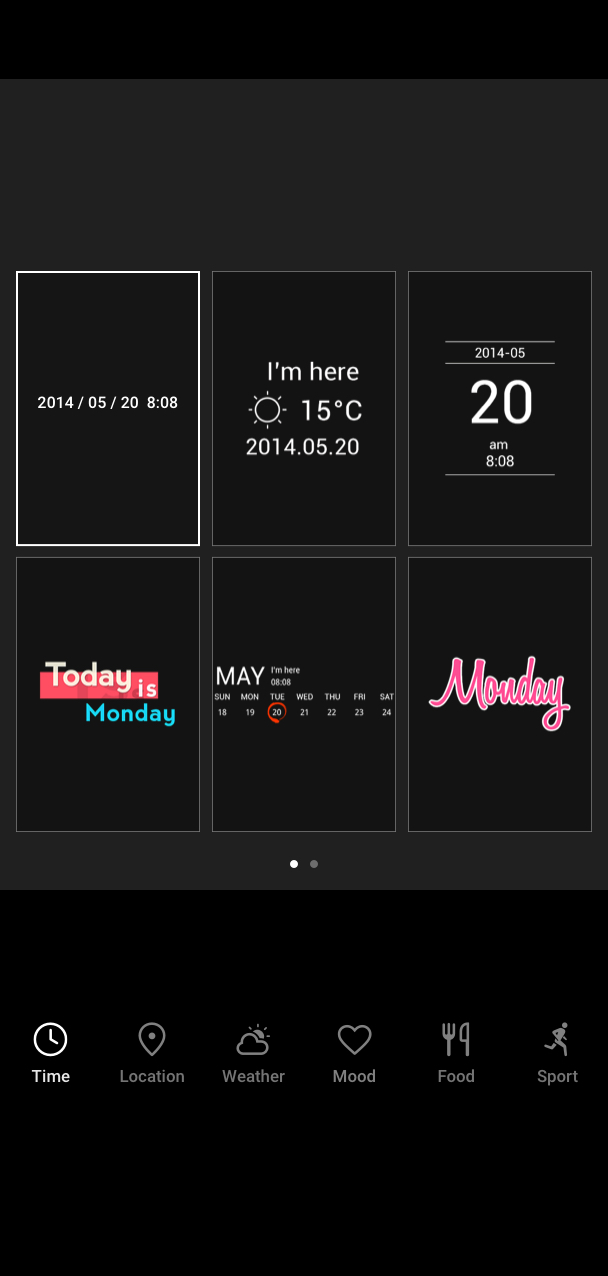 2014 / 05 / 20 8:08
I'm here
15°C
2014.05.20
2014-05
20
am
8:08
Today is
Monday
MAY I'm here
08:08
SUN MON TUE WED THU FRI SAT
18 19 20 21 22 23 24
Monday
Time Location Weather Mood Food Sport